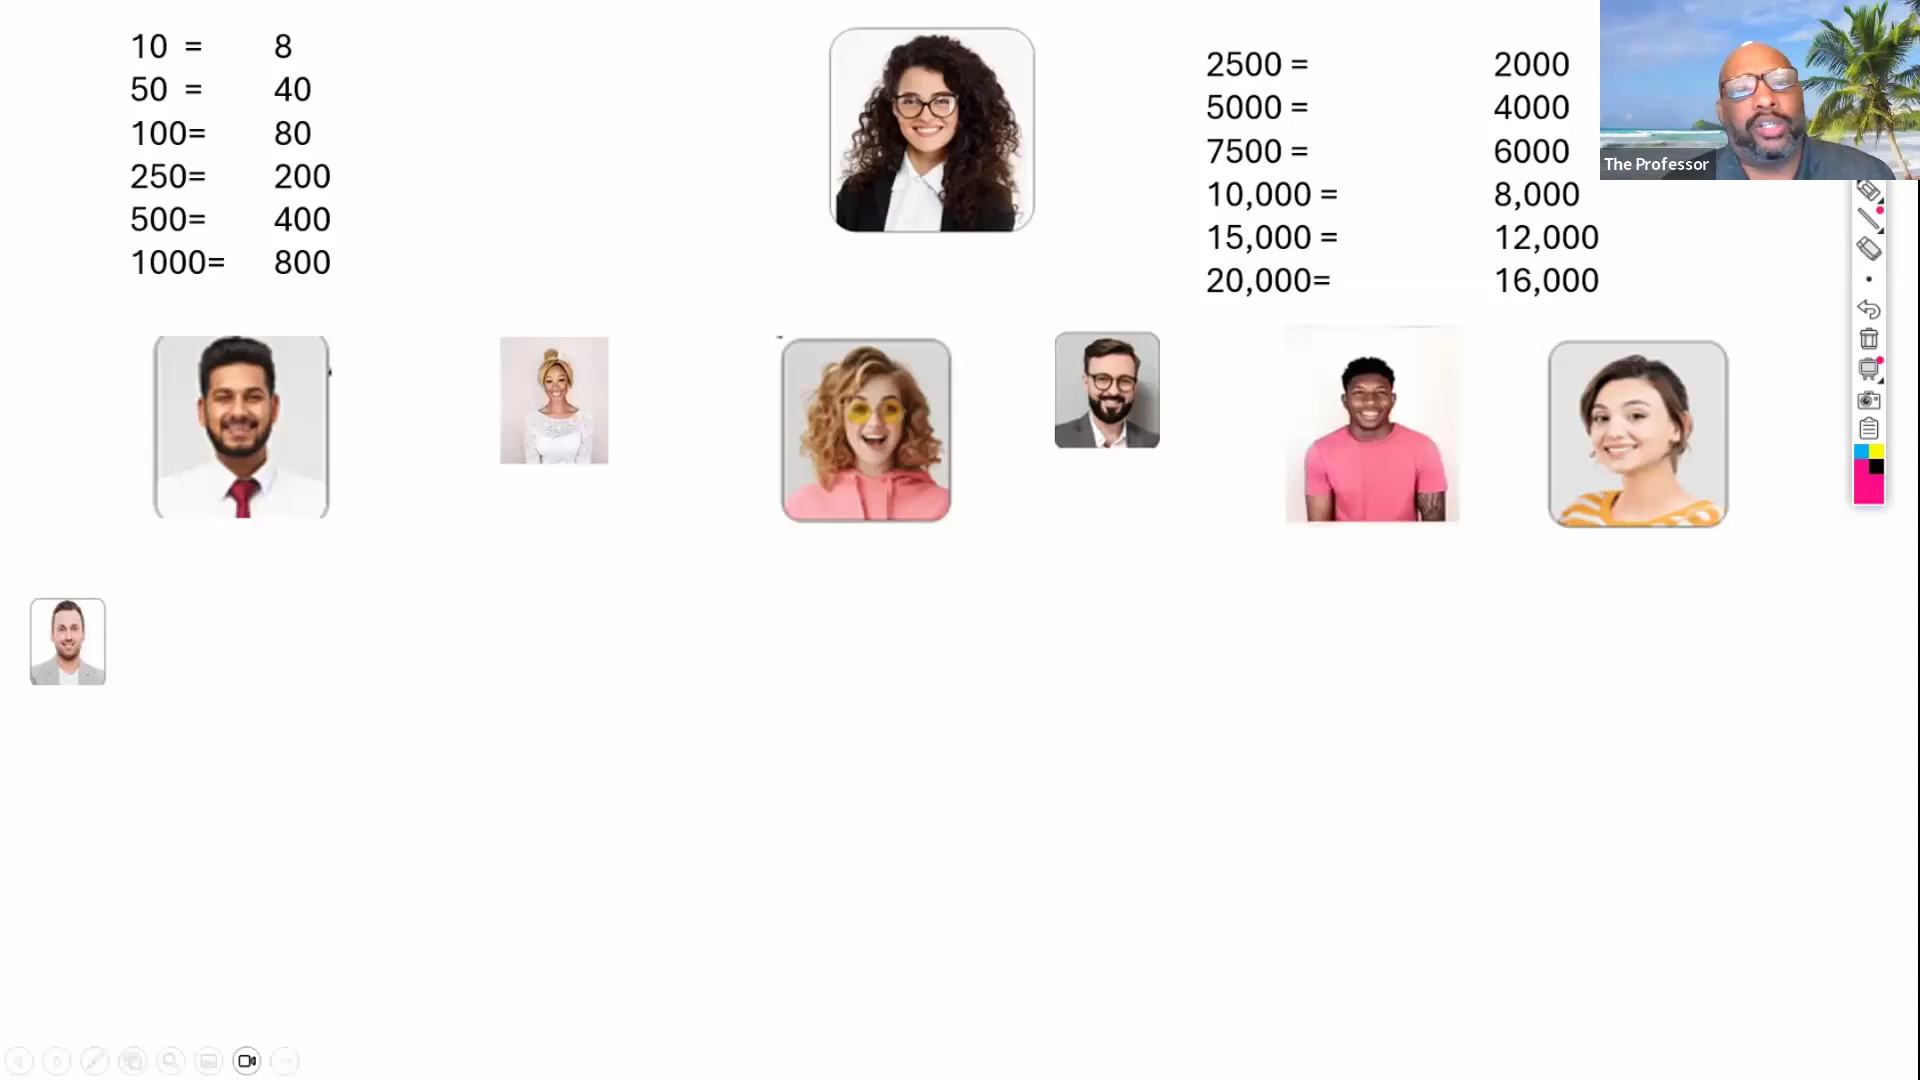 10 = 8
50 = 40
100= 80
250= 200
500= 400
1000= 800
2500 = 2000
5000 = 4000
7500 = 6000
10,000 = 8,000
15,000 = 12,000
20,000= 16,000
The Professor